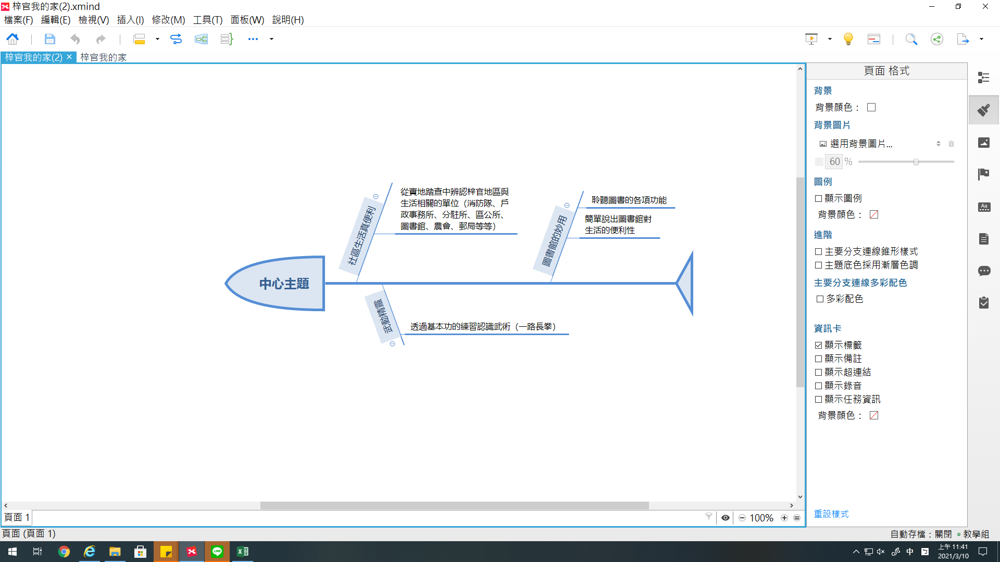 梓官我的家(2).xmind
檔案(F) 編輯(E) 檢視(V) 插入(I) 修改(M) 工具(T) 面板(W) 說明(H)
梓官我的家(2) 梓官我的家
頁面 格式
背景
背景顏色：
背景圖片
選用背景圖片...
60 %
圖例
顯示圖例
背景顏色：
進階
主要分支連線錐形樣式
主題底色採用漸層色調
主要分支連線多彩配色
多彩配色
資訊卡
顯示標籤
顯示備註
顯示超連結
顯示錄音
顯示任務資訊
背景顏色：
重設樣式
中心主題
社區生活真便利
從實地踏查中辨認梓官地區與
生活相關的單位（消防隊、戶
政事務所、分駐所、區公所、
圖書館、農會、郵局等等）
圖書館的妙用
聆聽圖書的各項功能
簡單說出圖書館對
生活的便利性
武動精靈
透過基本功的練習認識武術（一路長拳）
頁面 1
100%
頁面 (頁面 1)
自動存檔：關閉 教學組
Aa
LINE
中
上午 11:41
2021/3/10